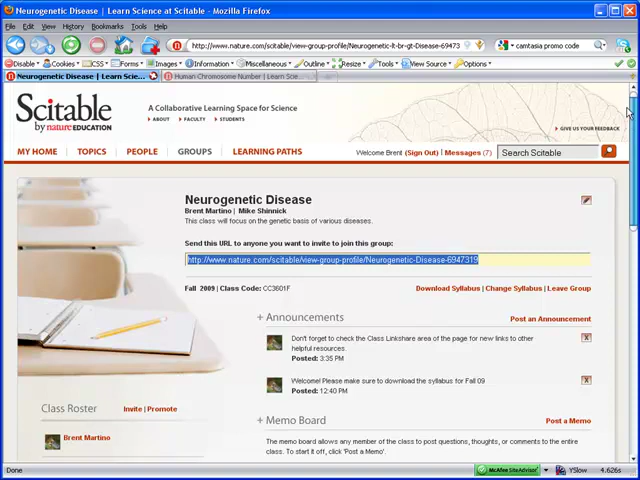 Neurogenetic Disease | Learn Science at Scitable - Mozilla Firefox
File Edit View History Bookmarks Tools Help
http://www.nature.com/scitable/view-group-profile/Neurogenetic-lt-br-gt-Disease-69473
camtasia promo code
Disable Cookies CSS Forms Images Information Miscellaneous Outline Resize Tools View Source Options
Neurogenetic Disease | Learn Scienc...
Human Chromosome Number | Learn Scie...
Scitable
by nature EDUCATION
A Collaborative Learning Space for Science
ABOUT FACULTY STUDENTS
GIVE US YOUR FEEDBACK
MY HOME TOPICS PEOPLE GROUPS LEARNING PATHS
Welcome Brent (Sign Out) | Messages (7)
Search Scitable
Neurogenetic Disease
Brent Martino | Mike Shinnick
This class will focus on the genetic basis of various diseases.
Send this URL to anyone you want to invite to join this group:
http://www.nature.com/scitable/view-group-profile/Neurogenetic-Disease-6947319
Fall 2009 | Class Code: CC3601F
Download Syllabus | Change Syllabus | Leave Group
+ Announcements
Post an Announcement
Don't forget to check the Class Linkshare area of the page for new links to other
helpful resources.
Posted: 3:35 PM
X
Welcome! Please make sure to download the syllabus for Fall 09
Posted: 12:40 PM
X
Class Roster
Invite | Promote
Brent Martino
+ Memo Board
Post a Memo
The memo board allows any member of the class to post questions, thoughts, or comments to the entire
class. To start it off, click 'Post a Memo'.
Done
McAfee SiteAdvisor
YSlow
4.626s